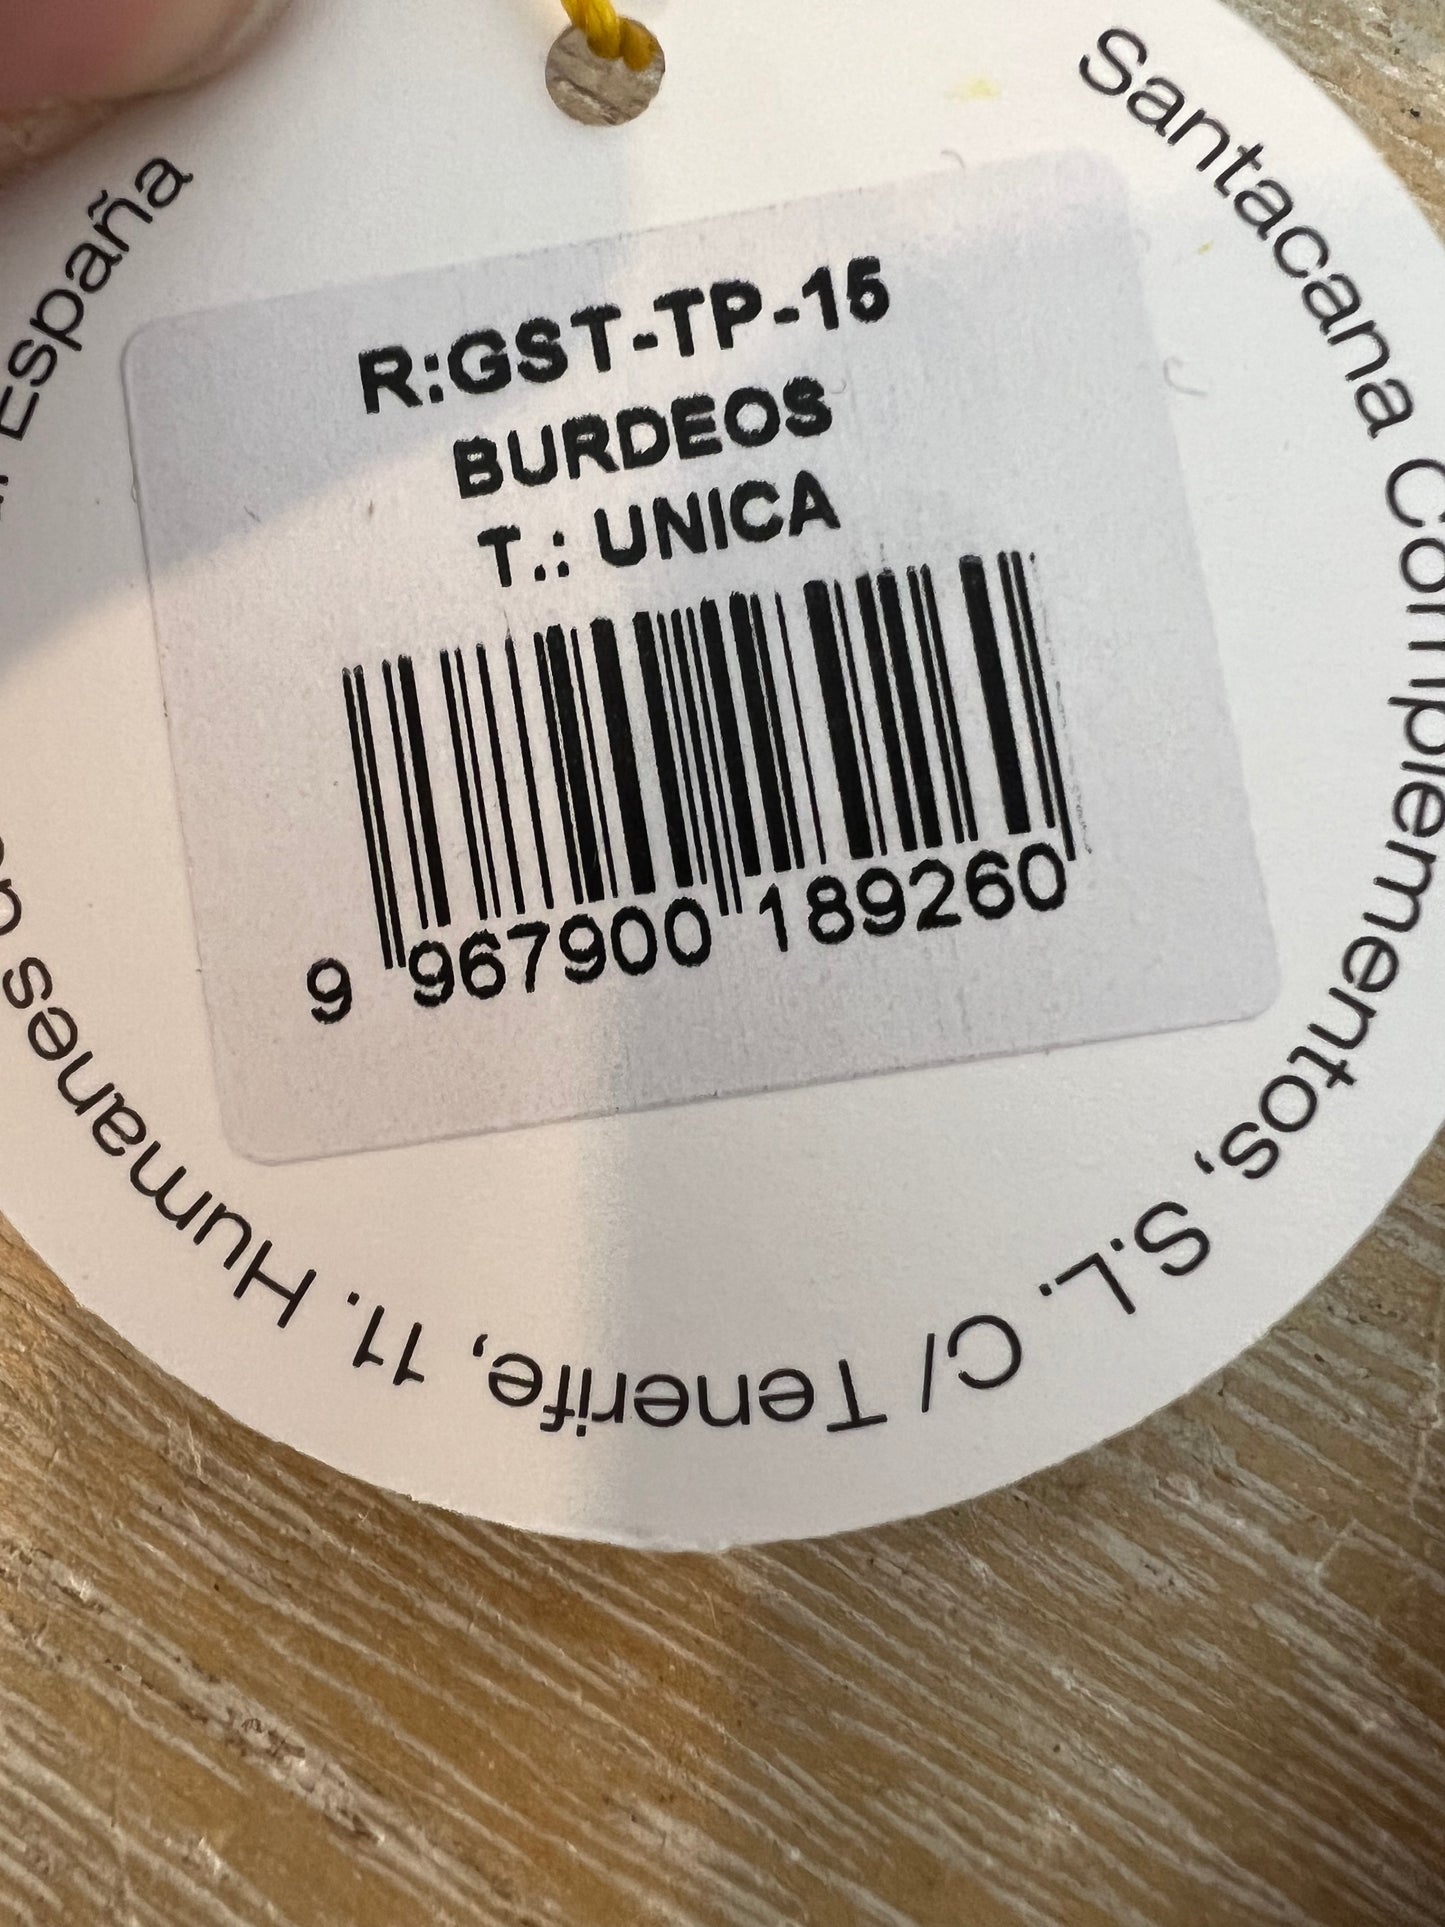 R:GST-TP-15
BURDEOS
T.: UNICA
9 967900 189260
Santacana Complementos, S.L. C/ Tenerife, 11. Humanes
España